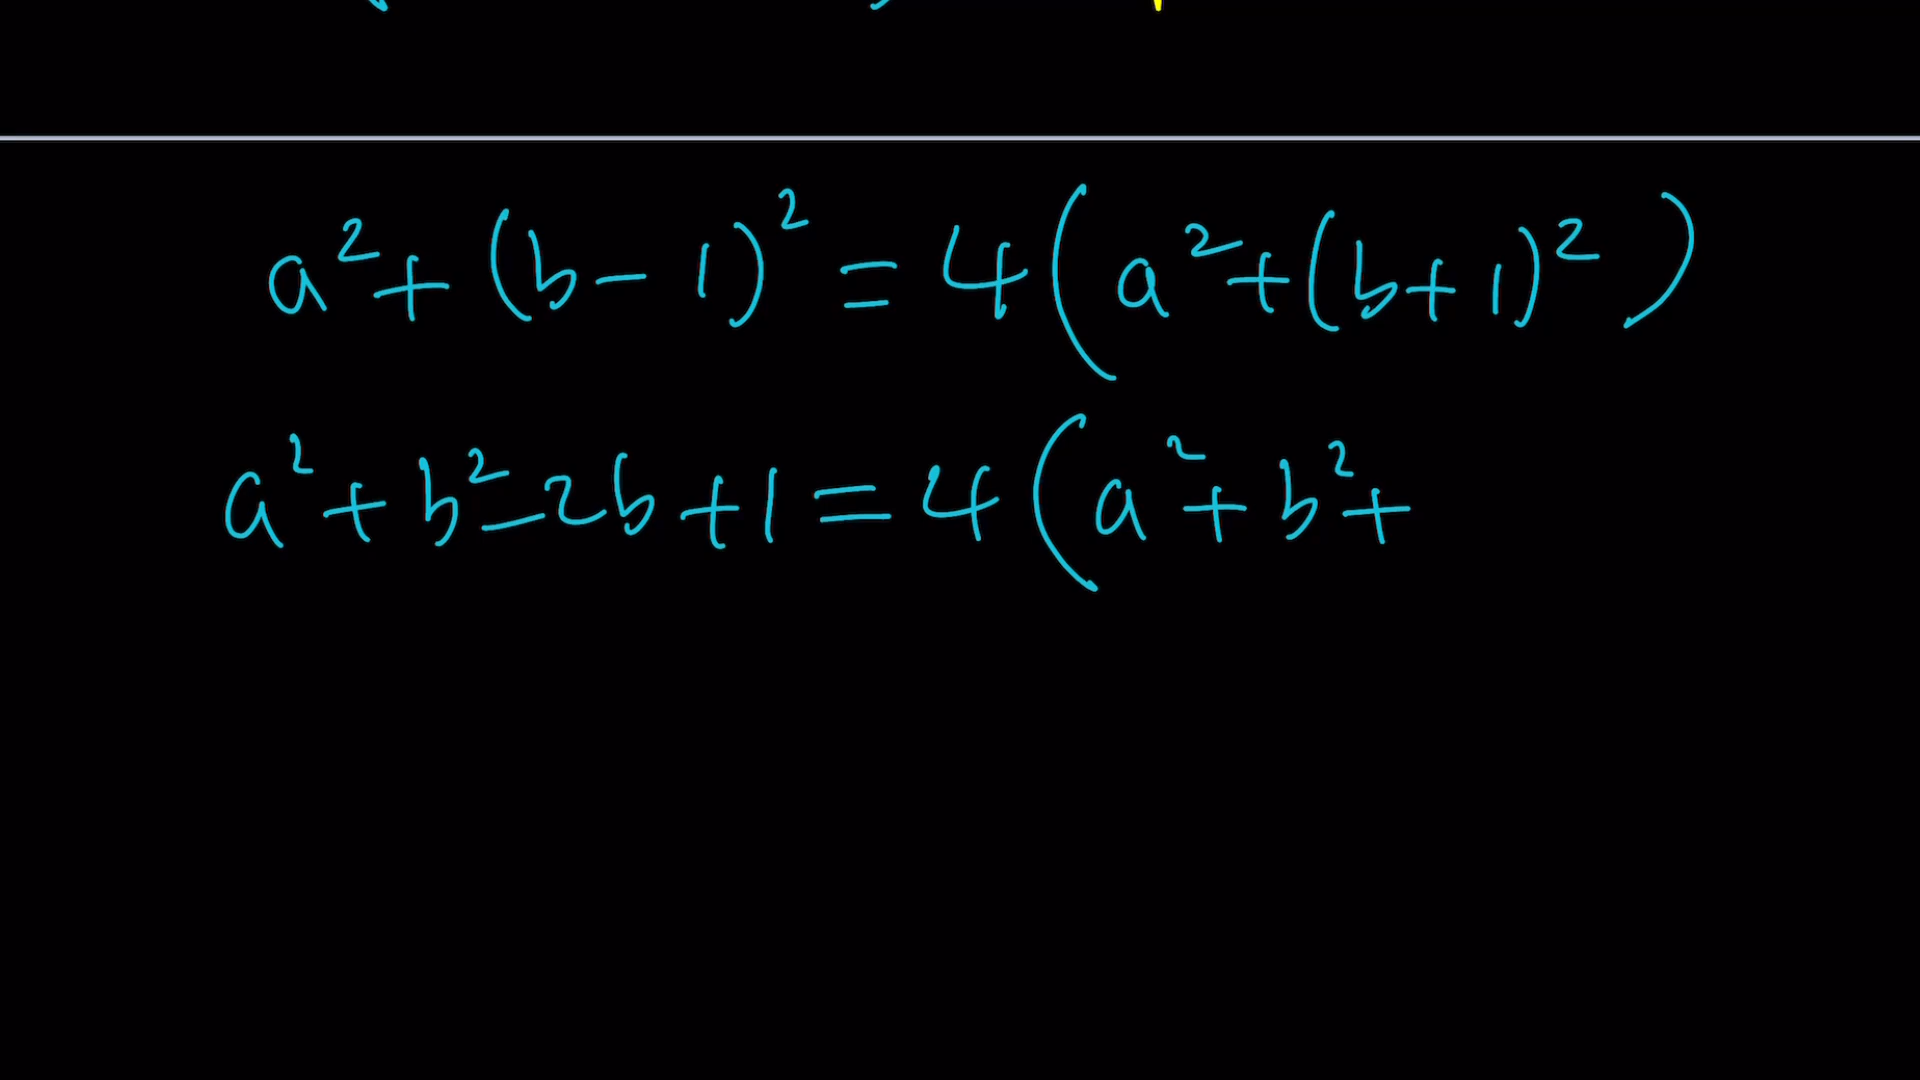 a² + (b - 1)² = 4(a² + (b + 1)²)
a² + b² - 2b + 1 = 4(a² + b² +